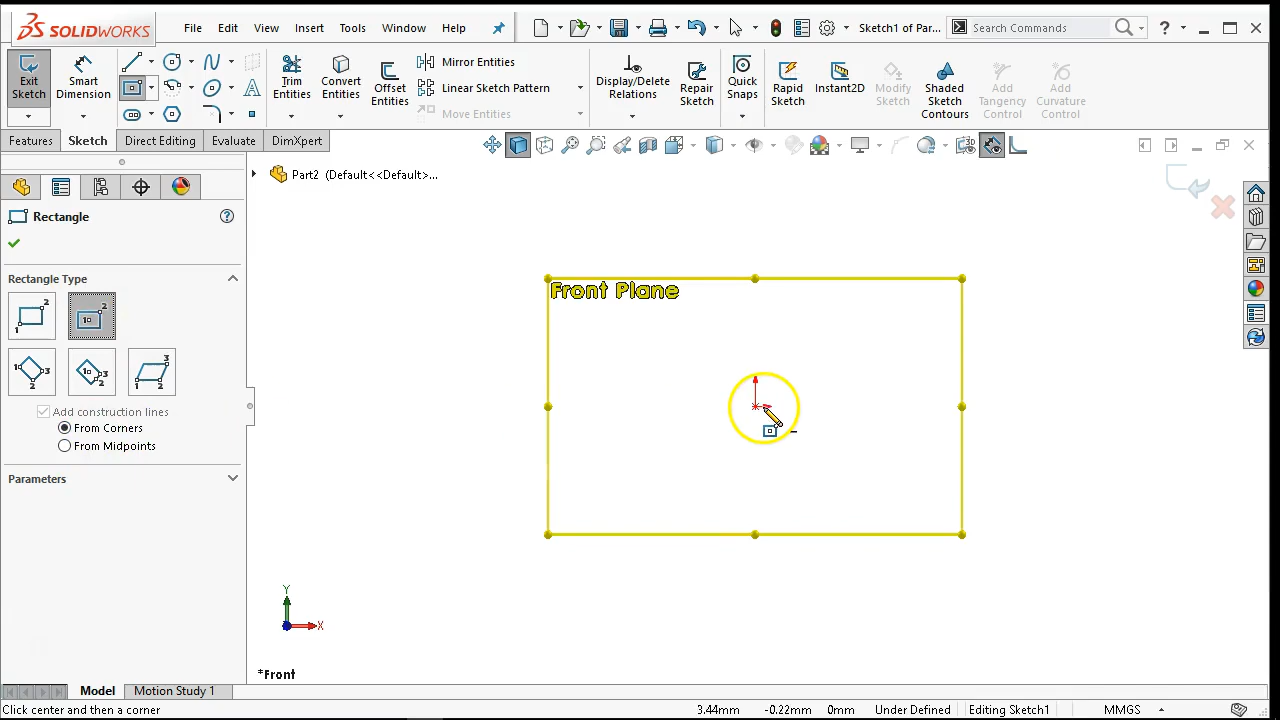 SOLIDWORKS File Edit View Insert Tools Window Help Sketch1 of Par... Search Commands ?
Exit Sketch
Smart Dimension
Trim Entities
Convert Entities
Offset Entities
Mirror Entities
Linear Sketch Pattern
Move Entities
Display/Delete Relations
Repair Sketch
Quick Snaps
Rapid Sketch
Instant2D
Modify Sketch
Shaded Sketch Contours
Add Tangency Control
Add Curvature Control
Features Sketch Direct Editing Evaluate DimXpert
Part2 (Default<<Default>...
Rectangle
Rectangle Type
Add construction lines
From Corners
From Midpoints
Parameters
Front Plane
Y
X
*Front
Model Motion Study 1
Click center and then a corner 3.44mm -0.22mm 0mm Under Defined Editing Sketch1 MMGS